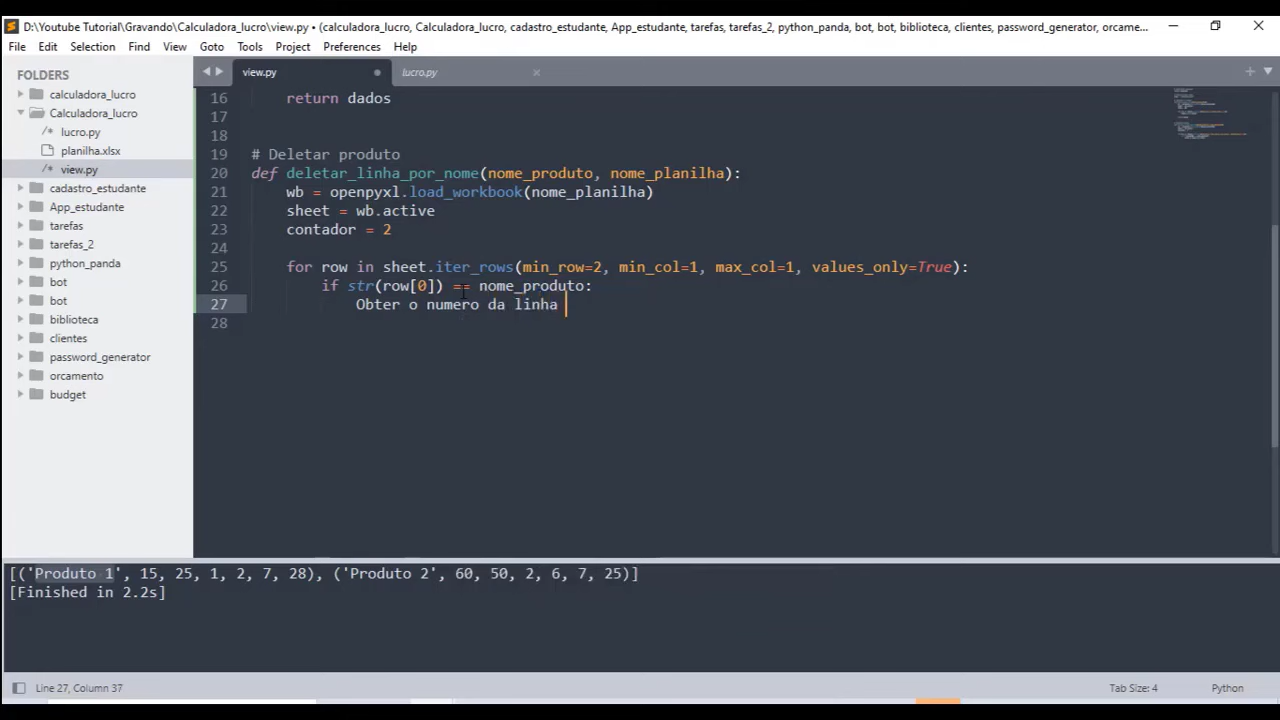 D:\Youtube Tutorial\Gravando\Calculadora_lucro\view.py • (calculadora_lucro, Calculadora_lucro, cadastro_estudante, App_estudante, tarefas, tarefas_2, python_panda, bot, bot, biblioteca, clientes, password_generator, orcame...
File Edit Selection Find View Goto Tools Project Preferences Help
FOLDERS
calculadora_lucro
Calculadora_lucro
lucro.py
planilha.xlsx
view.py
cadastro_estudante
App_estudante
tarefas
tarefas_2
python_panda
bot
bot
biblioteca
clientes
password_generator
orcamento
budget
view.py lucro.py
16 return dados
17
18
19 # Deletar produto
20 def deletar_linha_por_nome(nome_produto, nome_planilha):
21 wb = openpyxl.load_workbook(nome_planilha)
22 sheet = wb.active
23 contador = 2
24
25 for row in sheet.iter_rows(min_row=2, min_col=1, max_col=1, values_only=True):
26 if str(row[0]) == nome_produto:
27 Obter o numero da linha
28
[('Produto 1', 15, 25, 1, 2, 7, 28), ('Produto 2', 60, 50, 2, 6, 7, 25)]
[Finished in 2.2s]
Line 27, Column 37 Tab Size: 4 Python